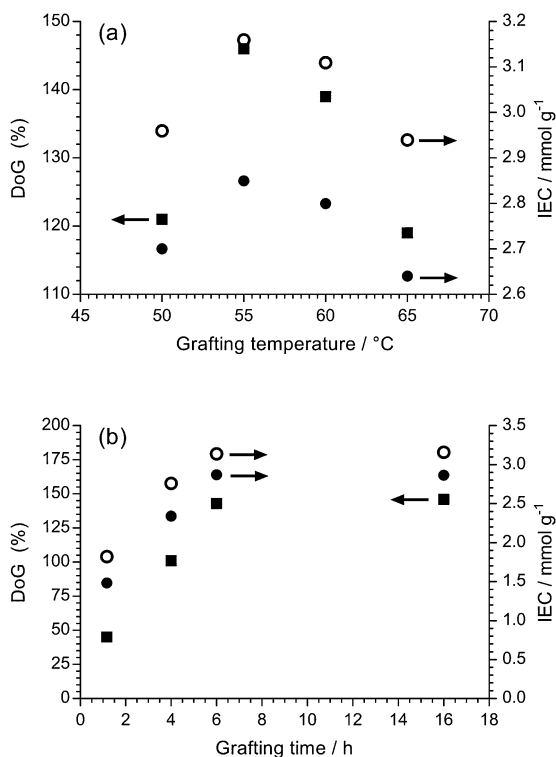 (a)
150
140
130
120
110
DoG (%)
3.2
3.1
3.0
2.9
2.8
2.7
2.6
IEC / mmol g⁻¹
45 50 55 60 65 70
Grafting temperature / °C
(b)
200
175
150
125
100
75
50
25
0
DoG (%)
3.5
3.0
2.5
2.0
1.5
1.0
0.5
0.0
IEC / mmol g⁻¹
0 2 4 6 8 10 12 14 16 18
Grafting time / h